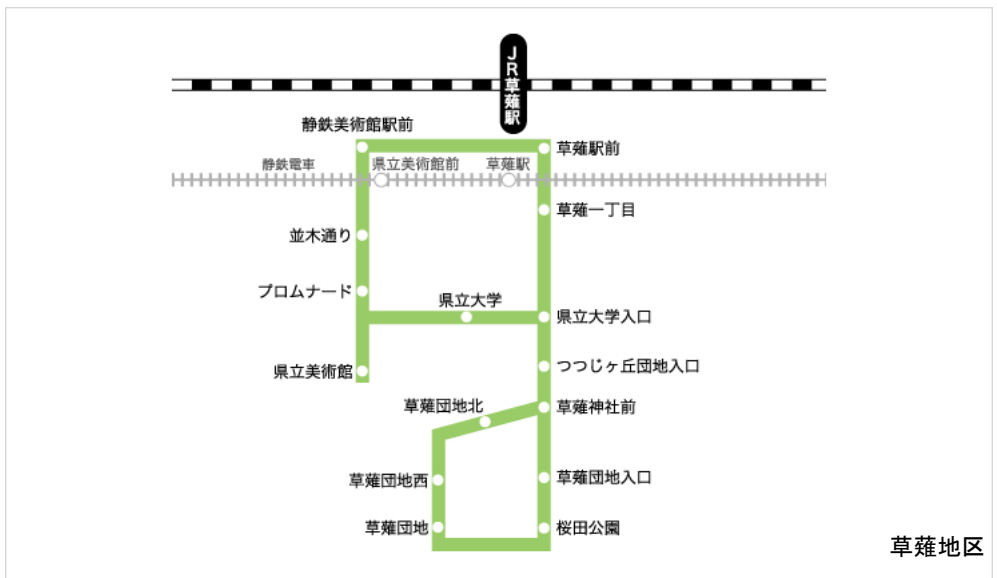 JR草薙駅
静鉄美術館駅前
草薙駅前
静鉄電車
県立美術館前
草薙駅
草薙一丁目
並木通り
プロムナード
県立大学
県立大学入口
つつじヶ丘団地入口
県立美術館
草薙団地北
草薙神社前
草薙団地西
草薙団地入口
草薙団地
桜田公園
草薙地区